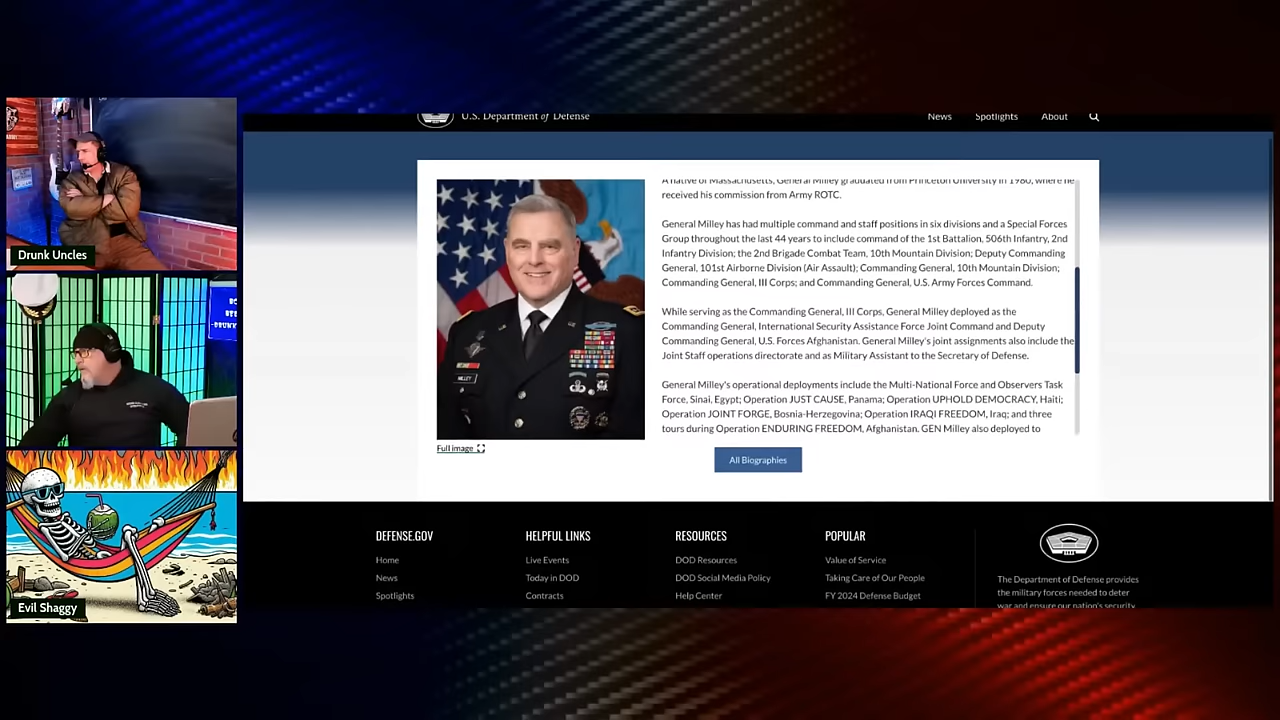 U.S. Department of Defense
News
Spotlights
About
A native of Massachusetts, General Milley graduated from Princeton University in 1980, where he
received his commission from Army ROTC.
General Milley has had multiple command and staff positions in six divisions and a Special Forces
Group throughout the last 44 years to include command of the 1st Battalion, 506th Infantry, 2nd
Infantry Division; the 2nd Brigade Combat Team, 10th Mountain Division; Deputy Commanding
General, 101st Airborne Division (Air Assault); Commanding General, 10th Mountain Division;
Commanding General, III Corps; and Commanding General, U.S. Army Forces Command.
While serving as the Commanding General, III Corps, General Milley deployed as the
Commanding General, International Security Assistance Force Joint Command and Deputy
Commanding General, U.S. Forces Afghanistan. General Milley's joint assignments also include the
Joint Staff operations directorate and as Military Assistant to the Secretary of Defense.
General Milley's operational deployments include the Multi-National Force and Observers Task
Force, Sinai, Egypt; Operation JUST CAUSE, Panama; Operation UPHOLD DEMOCRACY, Haiti;
Operation JOINT FORGE, Bosnia-Herzegovina; Operation IRAQI FREEDOM, Iraq; and three
tours during Operation ENDURING FREEDOM, Afghanistan. GEN Milley also deployed to
MILLEY
Full image
All Biographies
Drunk Uncles
Evil Shaggy
DEFENSE.GOV
Home
News
Spotlights
HELPFUL LINKS
Live Events
Today in DOD
Contracts
RESOURCES
DOD Resources
DOD Social Media Policy
Help Center
POPULAR
Value of Service
Taking Care of Our People
FY 2024 Defense Budget
The Department of Defense provides
the military forces needed to deter
war and ensure our nation's security.